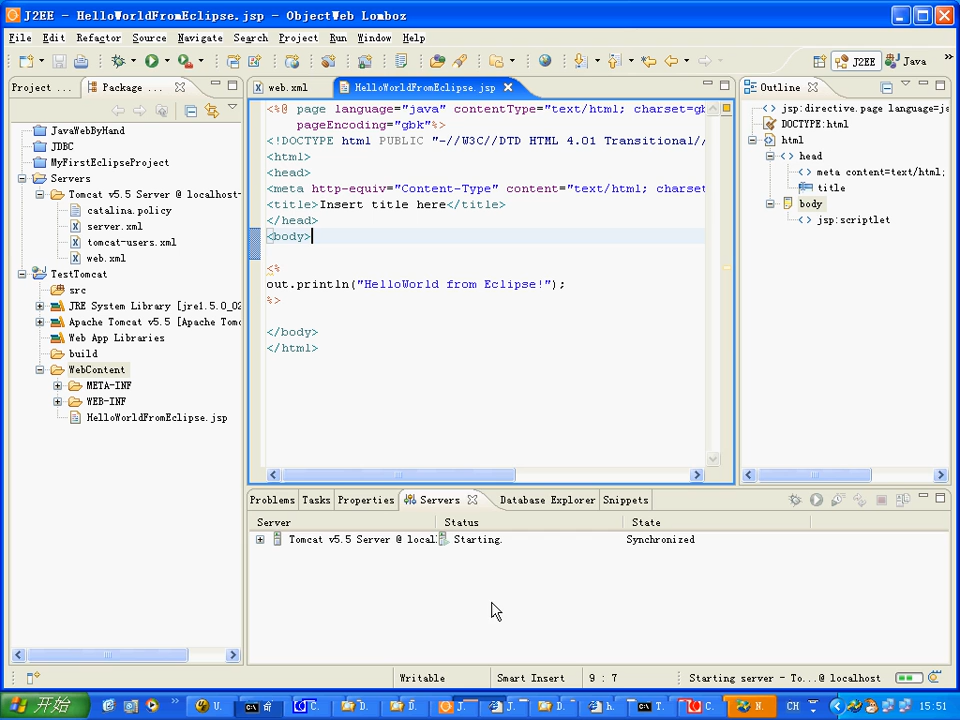 J2EE - HelloWorldFromEclipse.jsp - ObjectWeb Lomboz
File Edit Refactor Source Navigate Search Project Run Window Help
J2EE Java
Project ... Package ...
JavaWebByHand
JDBC
MyFirstEclipseProject
Servers
Tomcat v5.5 Server @ localhost-
catalina.policy
server.xml
tomcat-users.xml
web.xml
TestTomcat
src
JRE System Library [jre1.5.0_02
Apache Tomcat v5.5 [Apache Tomc
Web App Libraries
build
WebContent
META-INF
WEB-INF
HelloWorldFromEclipse.jsp
web.xml HelloWorldFromEclipse.jsp
<%@ page language="java" contentType="text/html; charset=gb
pageEncoding="gbk"%>
<!DOCTYPE html PUBLIC "-//W3C//DTD HTML 4.01 Transitional//
<html>
<head>
<meta http-equiv="Content-Type" content="text/html; charset
<title>Insert title here</title>
</head>
<body>
<%
out.println("HelloWorld from Eclipse!");
%>
</body>
</html>
Outline
jsp:directive.page language=j
DOCTYPE:html
html
head
meta content=text/html;
title
body
jsp:scriptlet
Problems Tasks Properties Servers Database Explorer Snippets
Server Status State
Tomcat v5.5 Server @ local Starting. Synchronized
Writable Smart Insert 9 : 7 Starting server - To...@ localhost
开始 U. 命 C. D. D. J. J. D. h. T. C. N. CH 15:51